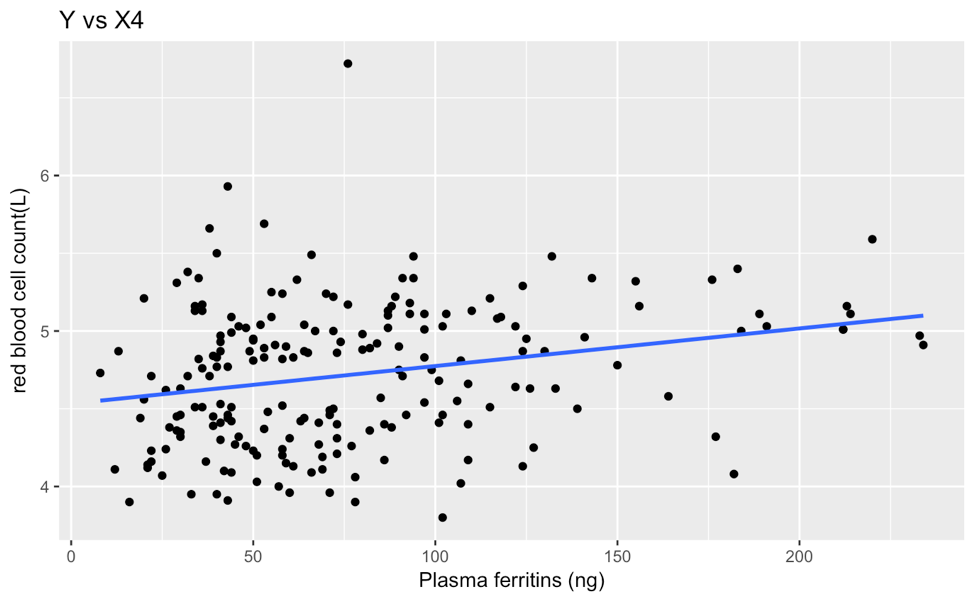 Y vs X4
red blood cell count(L)
6
5
4
0 50 100 150 200
Plasma ferritins (ng)